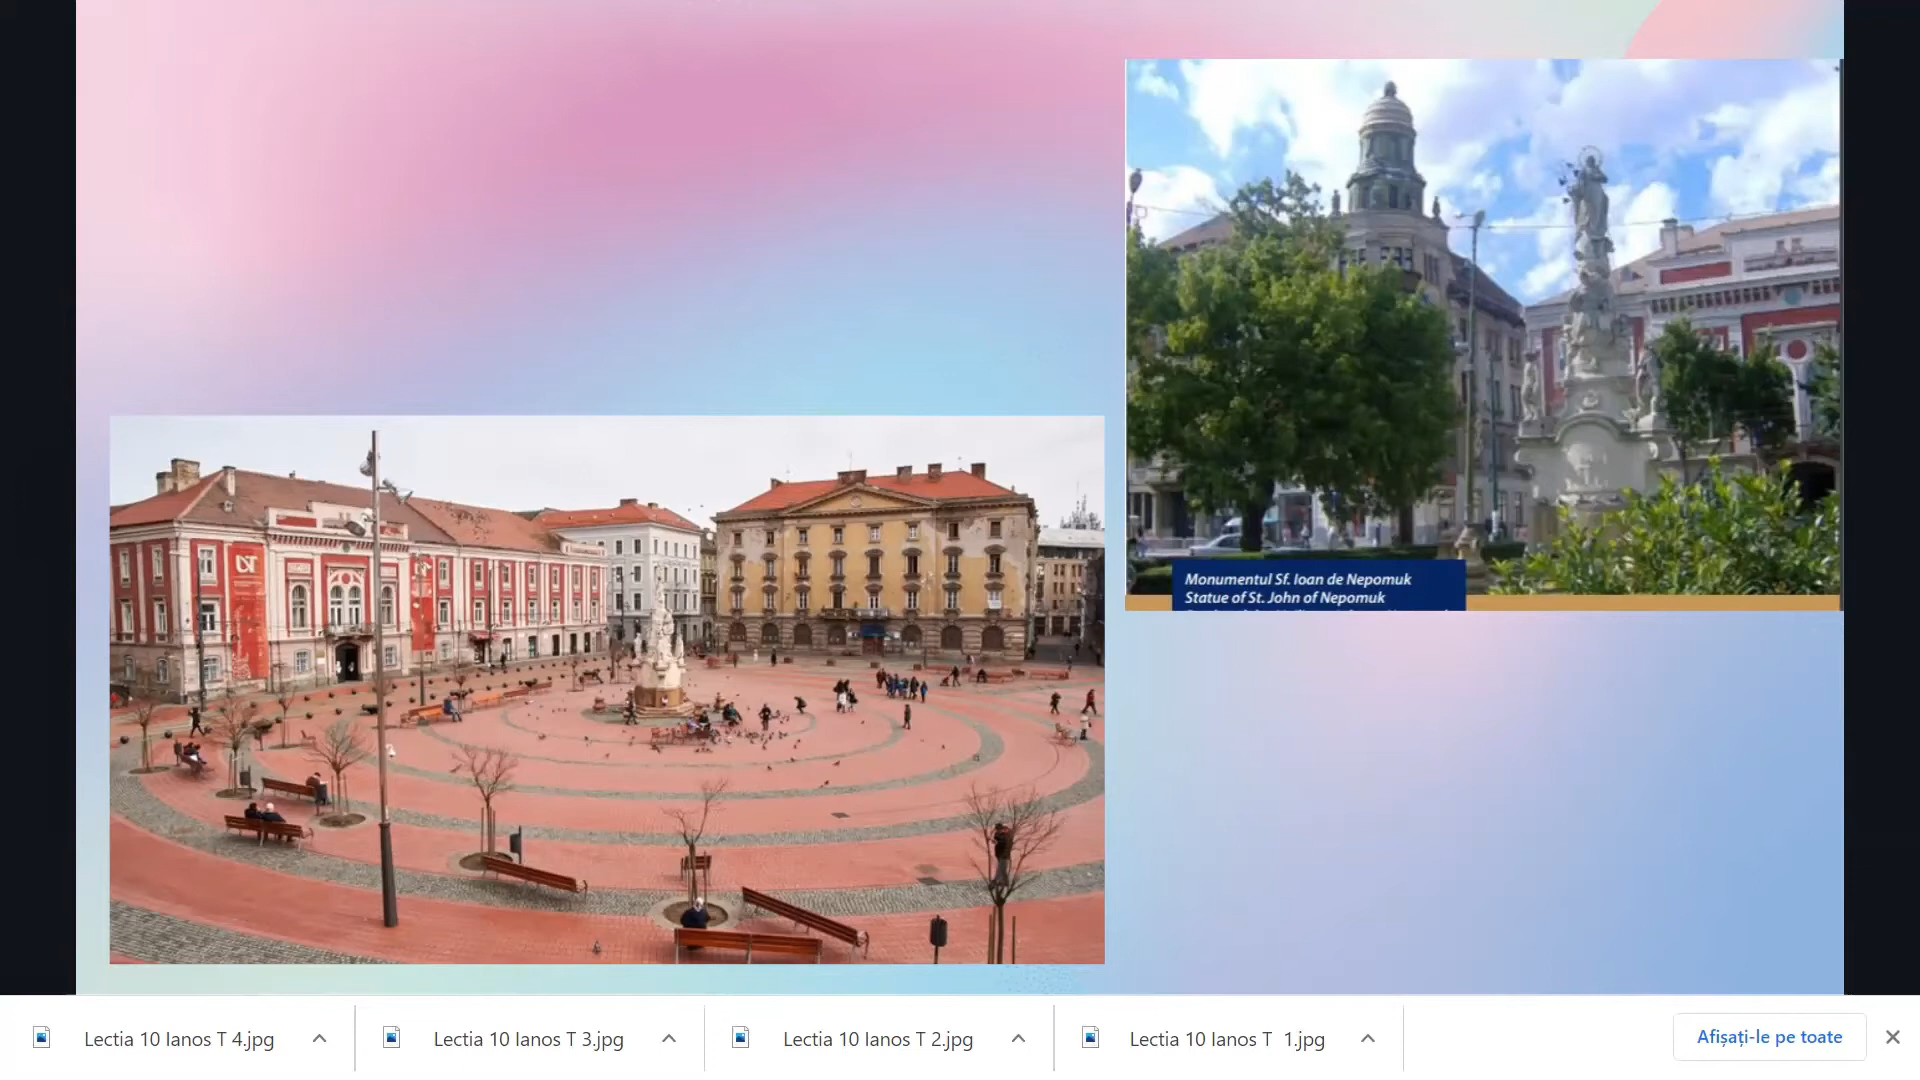 Monumentul Sf. Ioan de Nepomuk
Statue of St. John of Nepomuk
Lectia 10 Ianos T 4.jpg
Lectia 10 Ianos T 3.jpg
Lectia 10 Ianos T 2.jpg
Lectia 10 Ianos T  1.jpg
Afișați-le pe toate